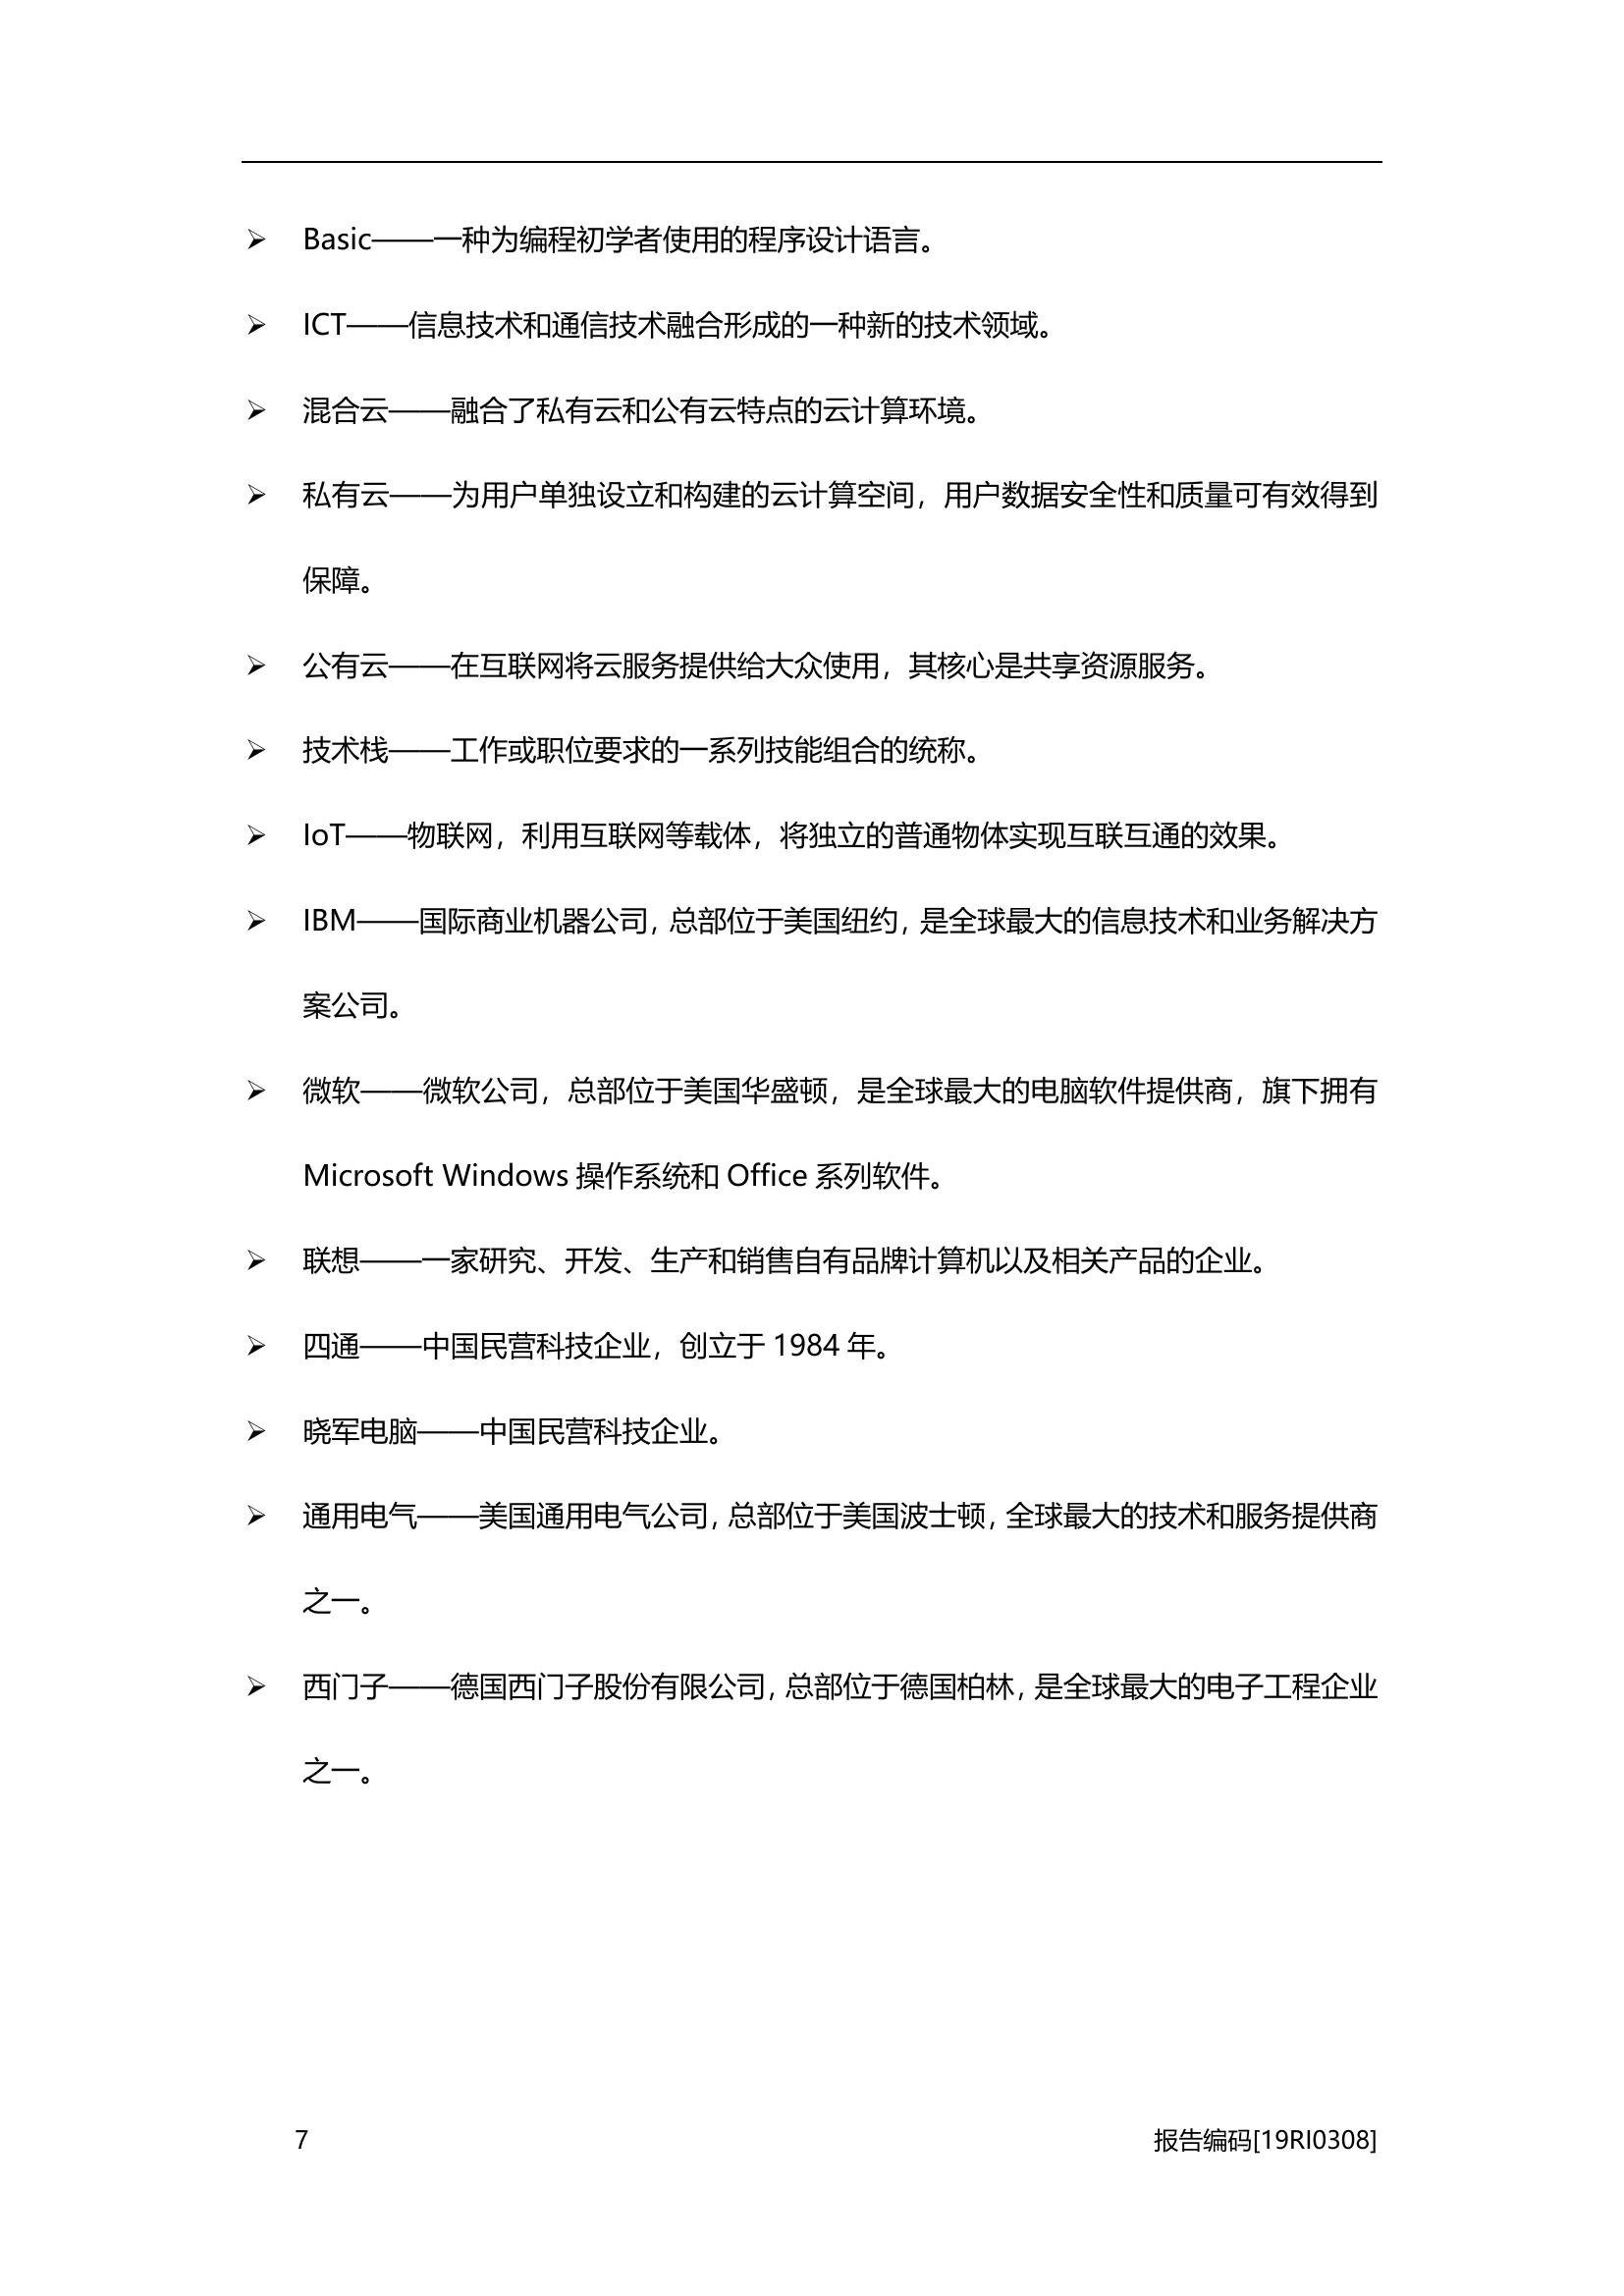 ➢ Basic——一种为编程初学者使用的程序设计语言。
➢ ICT——信息技术和通信技术融合形成的一种新的技术领域。
➢ 混合云——融合了私有云和公有云特点的云计算环境。
➢ 私有云——为用户单独设立和构建的云计算空间，用户数据安全性和质量可有效得到
保障。
➢ 公有云——在互联网将云服务提供给大众使用，其核心是共享资源服务。
➢ 技术栈——工作或职位要求的一系列技能组合的统称。
➢ IoT——物联网，利用互联网等载体，将独立的普通物体实现互联互通的效果。
➢ IBM——国际商业机器公司，总部位于美国纽约，是全球最大的信息技术和业务解决方
案公司。
➢ 微软——微软公司，总部位于美国华盛顿，是全球最大的电脑软件提供商，旗下拥有
Microsoft Windows 操作系统和 Office 系列软件。
➢ 联想——一家研究、开发、生产和销售自有品牌计算机以及相关产品的企业。
➢ 四通——中国民营科技企业，创立于 1984 年。
➢ 晓军电脑——中国民营科技企业。
➢ 通用电气——美国通用电气公司，总部位于美国波士顿，全球最大的技术和服务提供商
之一。
➢ 西门子——德国西门子股份有限公司，总部位于德国柏林，是全球最大的电子工程企业
之一。
7 报告编码[19RI0308]